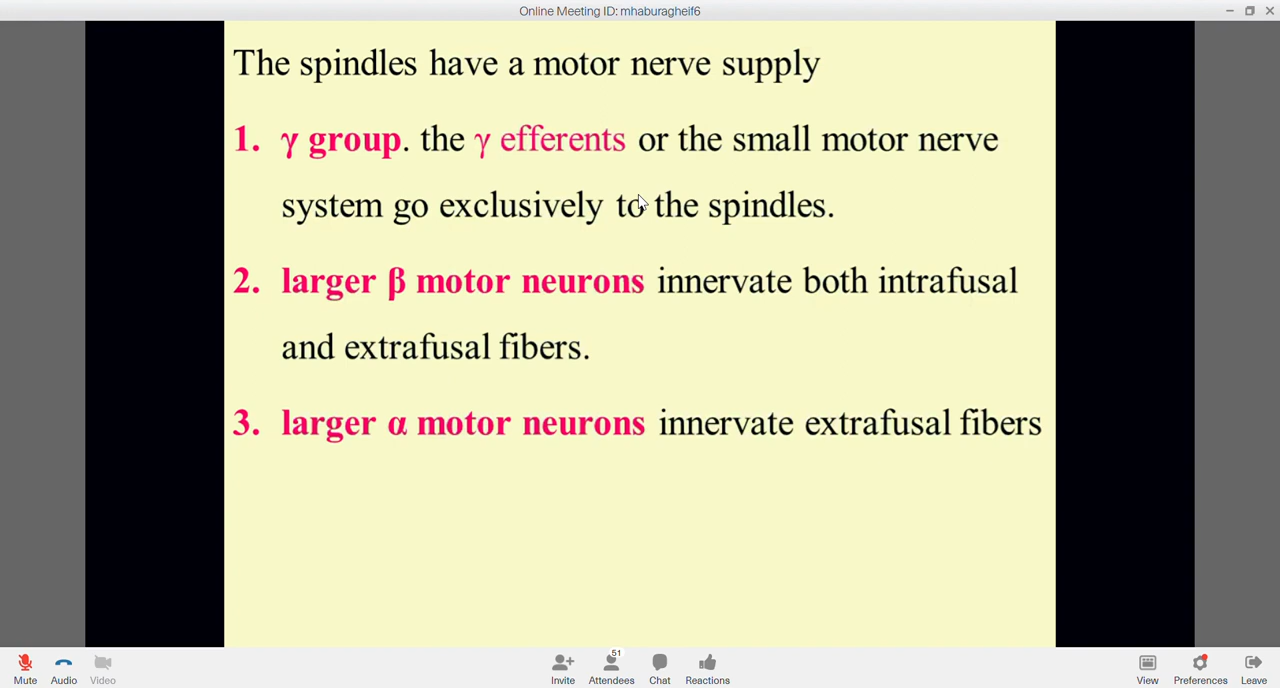 Online Meeting ID: mhaburagheif6
The spindles have a motor nerve supply
1. γ group. the γ efferents or the small motor nerve
system go exclusively to the spindles.
2. larger β motor neurons innervate both intrafusal
and extrafusal fibers.
3. larger α motor neurons innervate extrafusal fibers
51
Mute Audio Video Invite Attendees Chat Reactions View Preferences Leave